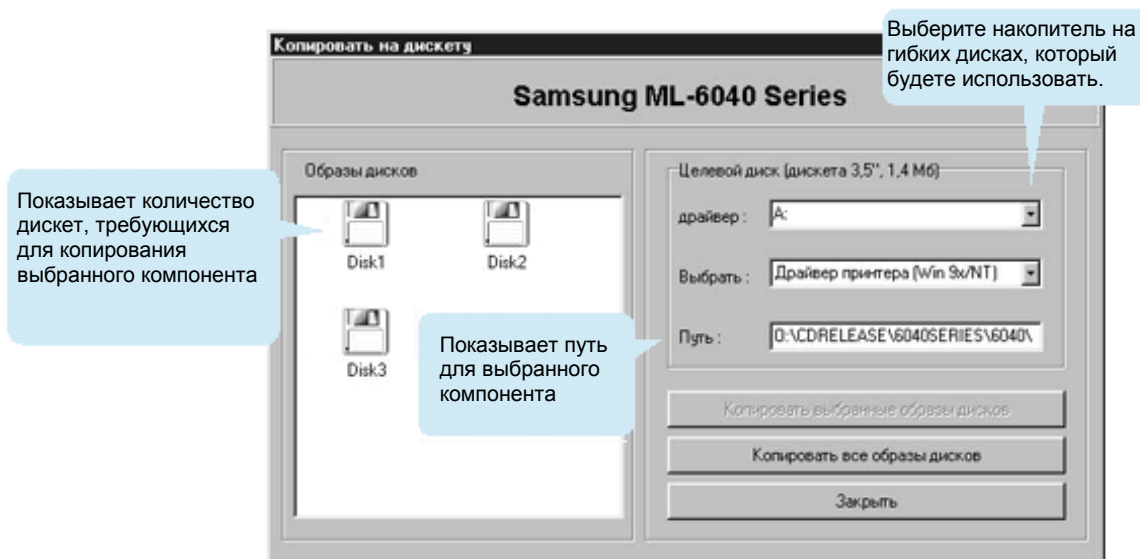 Выберите накопитель на
гибких дисках, который
будете использовать.
Копировать на дискету
Samsung ML-6040 Series
Образы дисков
Показывает количество
дискет, требующихся
для копирования
выбранного компонента
Disk1
Disk2
Disk3
Показывает путь
для выбранного
компонента
Целевой диск (дискета 3,5'', 1,4 Мб)
драйвер :
A:
Выбрать :
Драйвер принтера (Win 9x/NT)
Путь :
O:\CDRELEASE\6040SERIES\6040\
Копировать выбранные образы дисков
Копировать все образы дисков
Закрыть